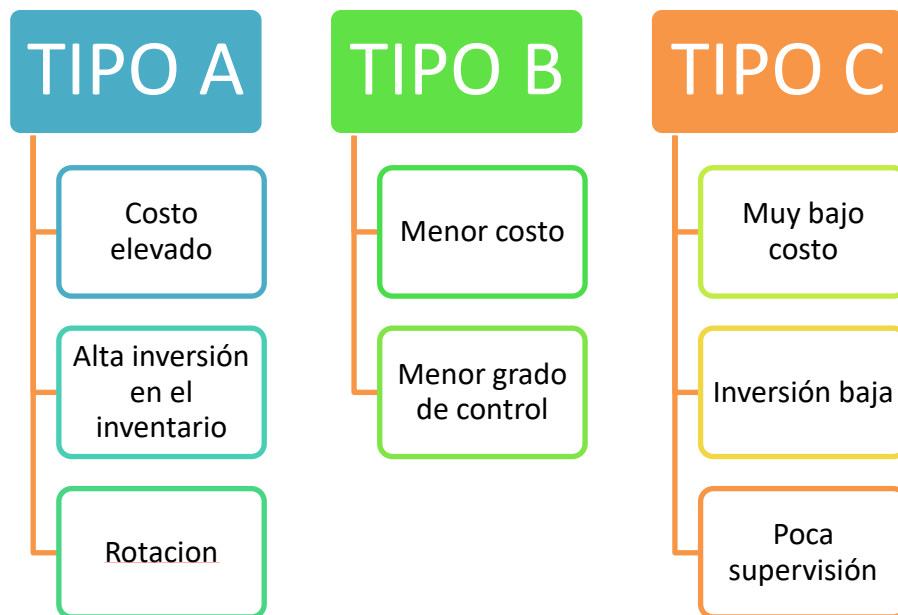 TIPO A
Costo
elevado
Alta inversión
en el
inventario
Rotacion
TIPO B
Menor costo
Menor grado
de control
TIPO C
Muy bajo
costo
Inversión baja
Poca
supervisión